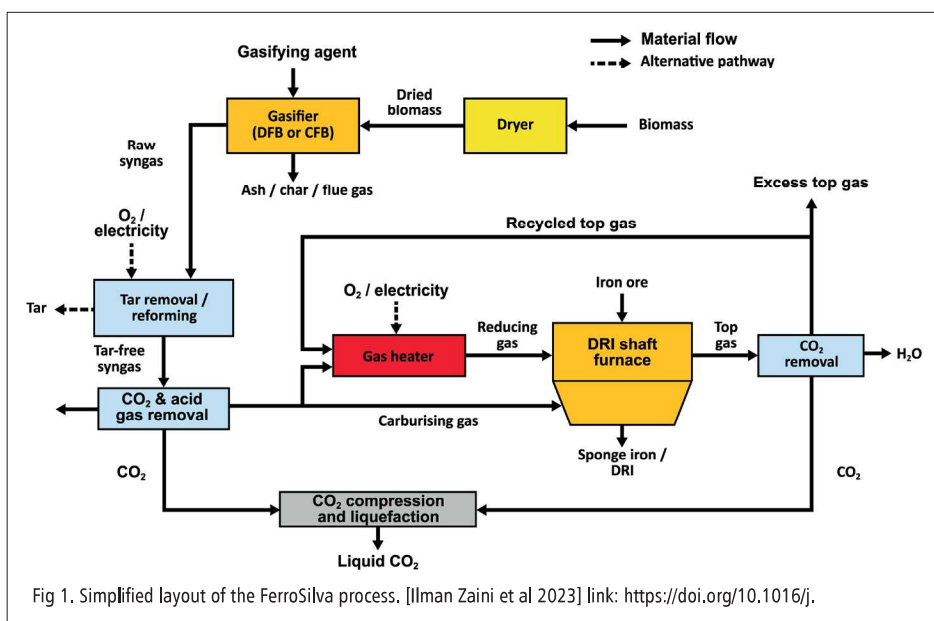 Gasifying agent
Material flow
Alternative pathway
Gasifier
(DFB or CFB)
Dried
biomass
Dryer
Biomass
Raw
syngas
Ash / char / flue gas
Excess top gas
O₂ /
electricity
Recycled top gas
Tar
Tar removal /
reforming
O₂ / electricity
Iron ore
Gas heater
Reducing
gas
DRI shaft
furnace
Top
gas
CO₂
removal
H₂O
Tar-free
syngas
CO₂ & acid
gas removal
Carburising gas
Sponge iron /
DRI
CO₂
CO₂
CO₂ compression
and liquefaction
Liquid CO₂
Fig 1. Simplified layout of the FerroSilva process. [Ilman Zaini et al 2023] link: https://doi.org/10.1016/j.